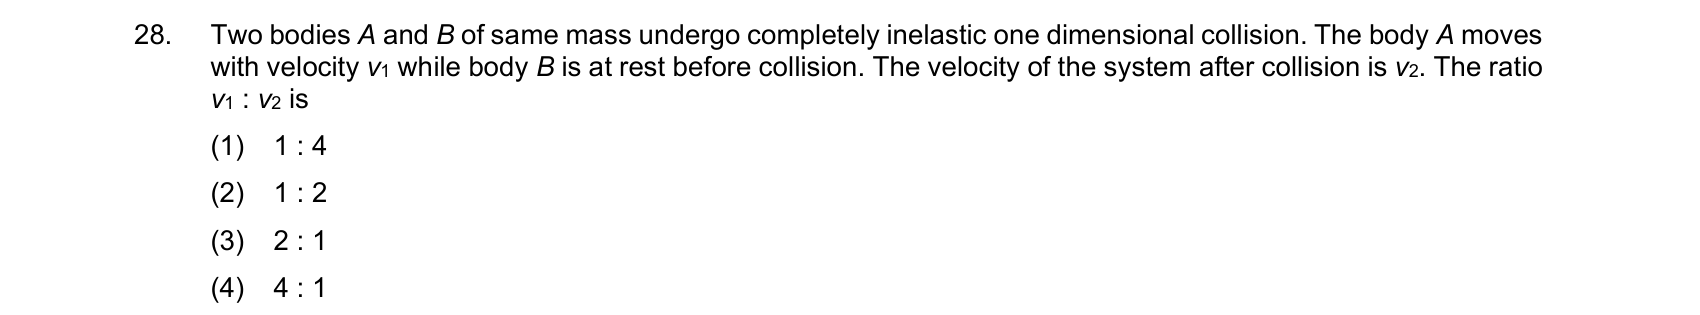 28. Two bodies A and B of same mass undergo completely inelastic one dimensional collision. The body A moves
with velocity v1 while body B is at rest before collision. The velocity of the system after collision is v2. The ratio
v1 : v2 is
(1) 1 : 4
(2) 1 : 2
(3) 2 : 1
(4) 4 : 1